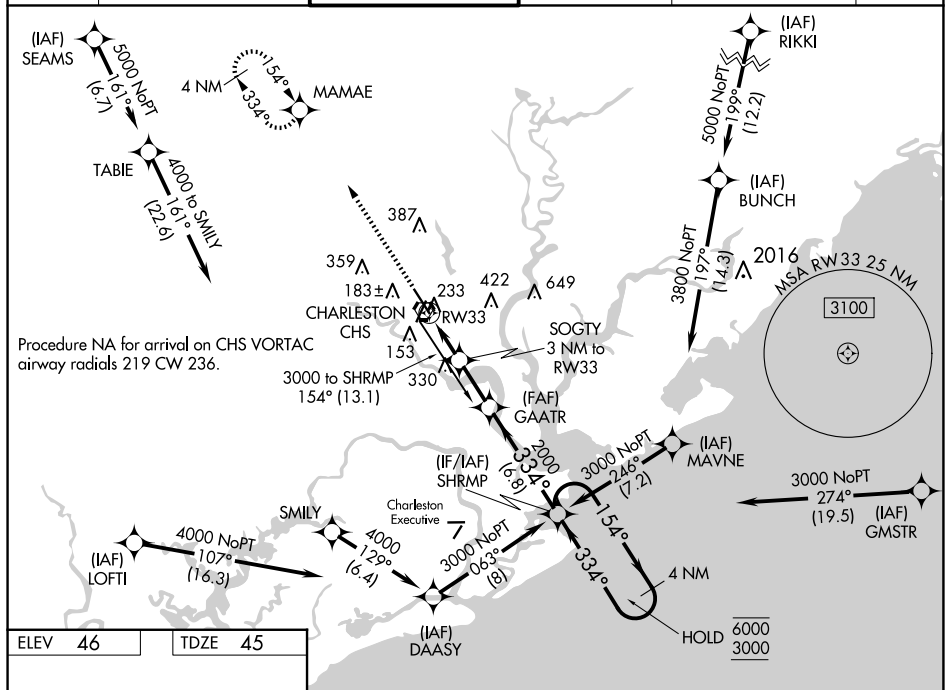 (IAF)
SEAMS
5000 NoPT
161°
(6.7)
4 NM
154°
334°
MAMAE
(IAF)
RIKKI
5000 NoPT
199°
(12.2)
TABIE
4000 to SMILY
161°
(22.6)
(IAF)
BUNCH
3800 NoPT
197°
(14.3)
2016
MSA RW33 25 NM
3100
387
359
183±
233
422
649
CHARLESTON
CHS
RW33
153
330
SOGTY
3 NM to
RW33
Procedure NA for arrival on CHS VORTAC
airway radials 219 CW 236.
3000 to SHRMP
154° (13.1)
(FAF)
GAATR
2000
334°
(6.8)
(IF/IAF)
SHRMP
3000 NoPT
246°
(7.2)
(IAF)
MAVNE
3000 NoPT
274°
(19.5)
(IAF)
GMSTR
SMILY
Charleston
Executive
4000 NoPT
107°
(16.3)
(IAF)
LOFTI
4000
129°
(6.4)
3000 NoPT
063°
(8)
(IAF)
DAASY
154°
334°
4 NM
HOLD
6000
3000
ELEV 46
TDZE 45